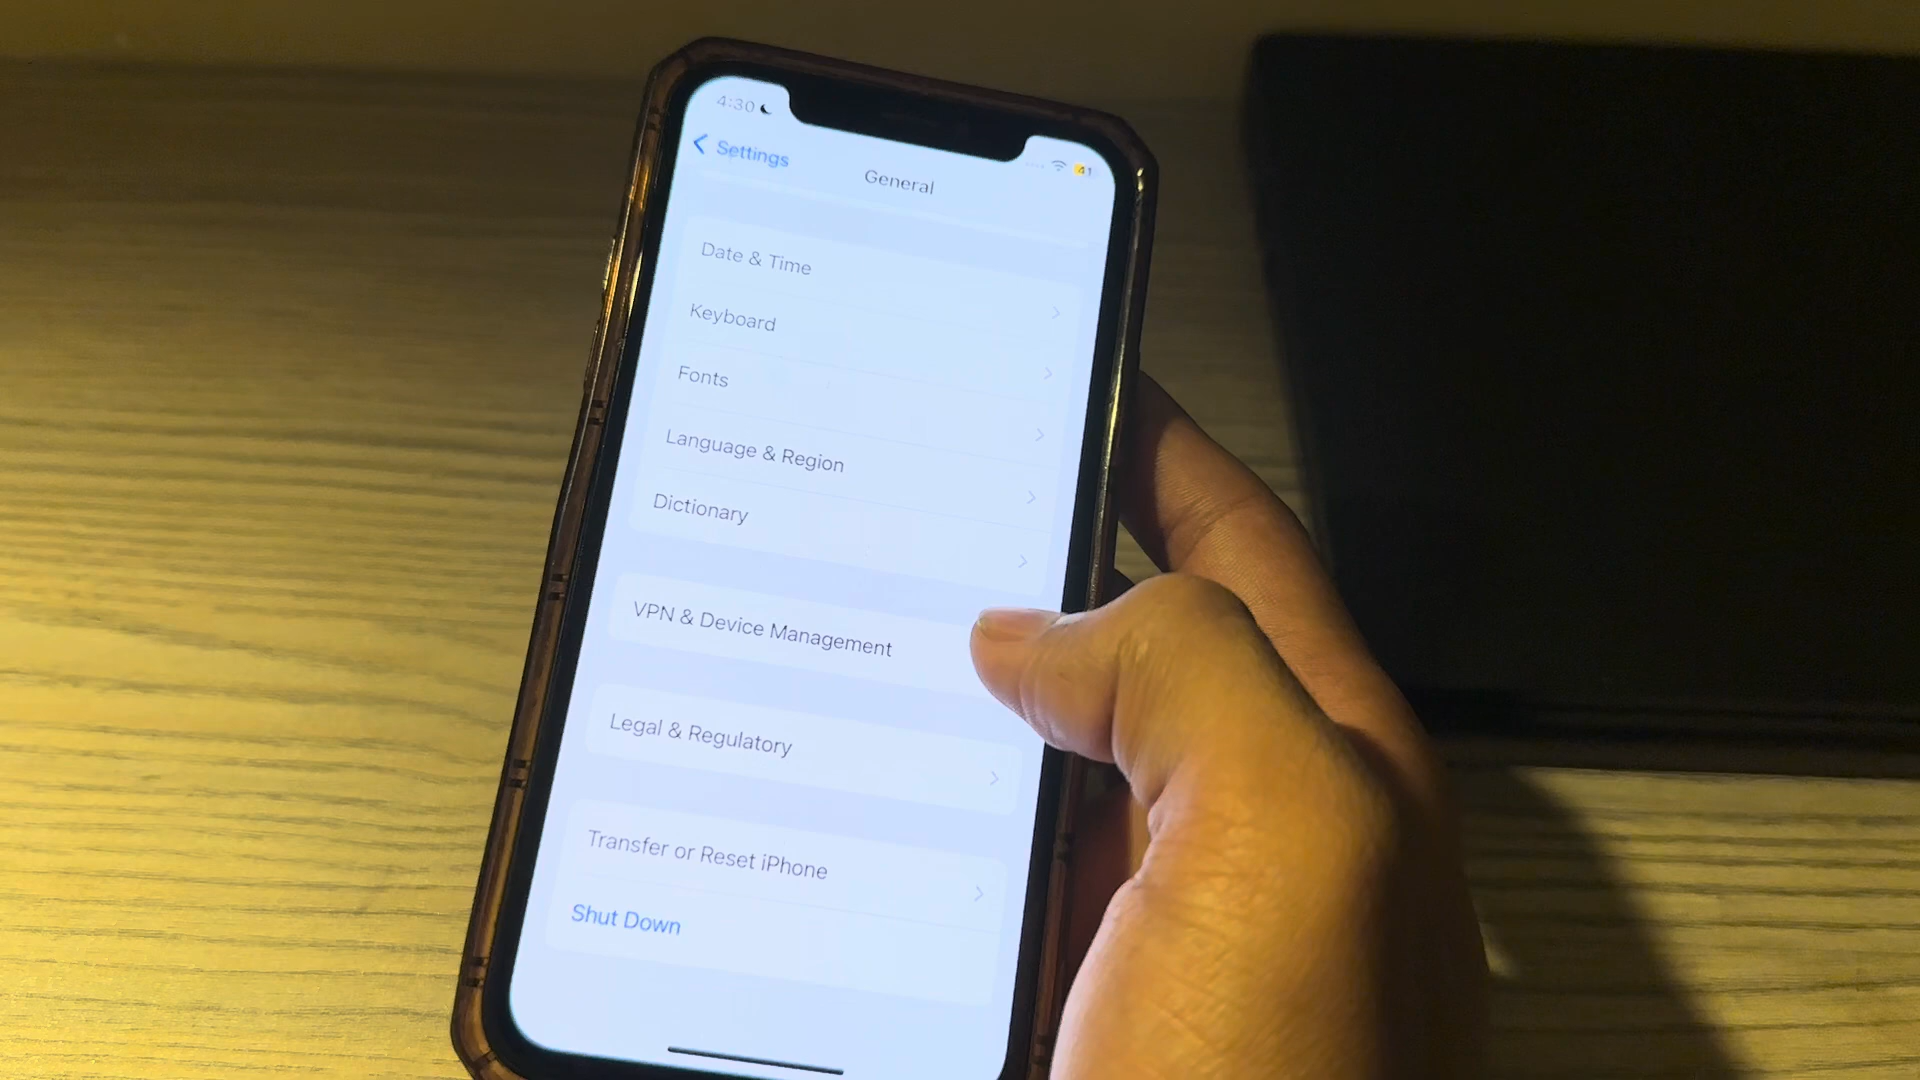 4:30
41
Settings
General
Date & Time
Keyboard
Fonts
Language & Region
Dictionary
VPN & Device Management
Legal & Regulatory
Transfer or Reset iPhone
Shut Down